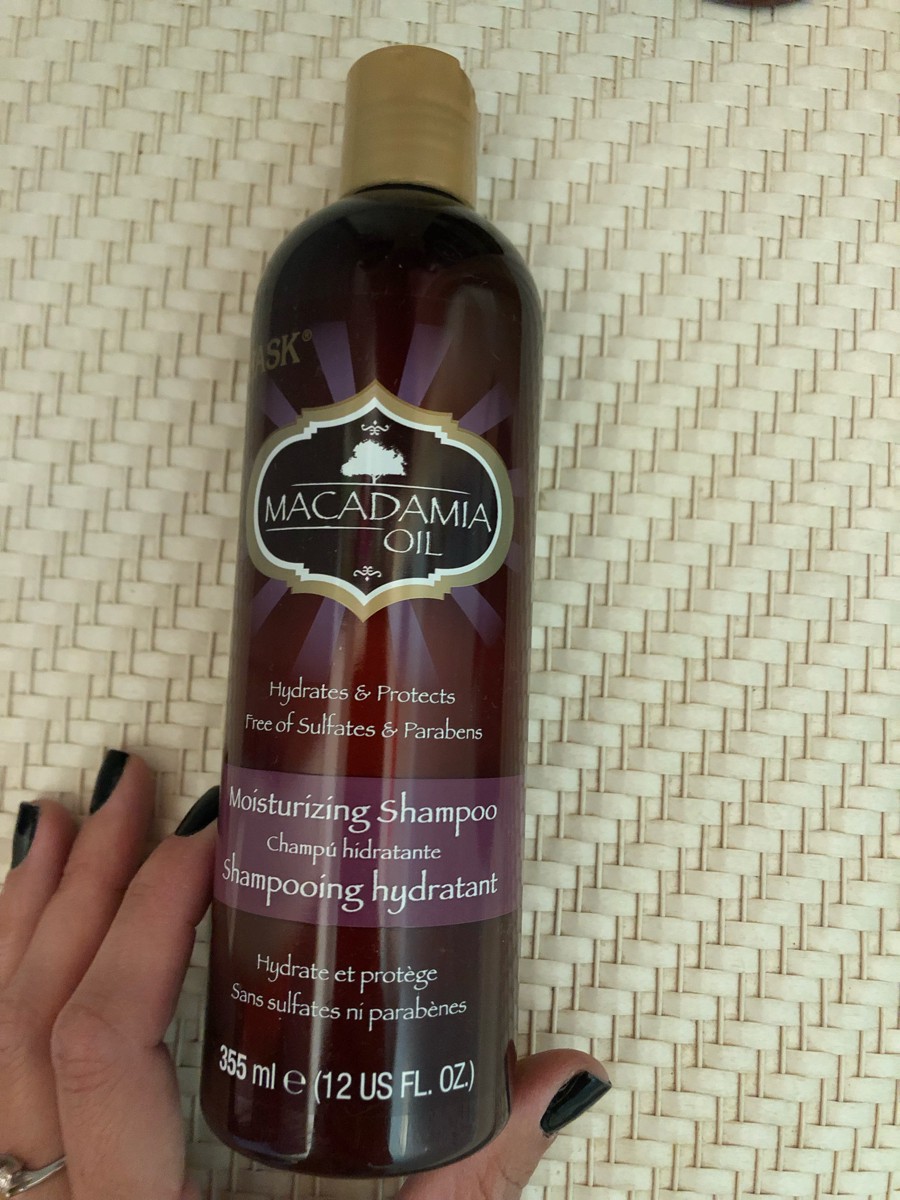 MACADAMIA
OIL
Hydrates & Protects
Free of Sulfates & Parabens
Moisturizing Shampoo
Champú hidratante
Shampooing hydratant
Hydrate et protège
Sans sulfates ni parabènes
355 ml e (12 US FL. OZ.)